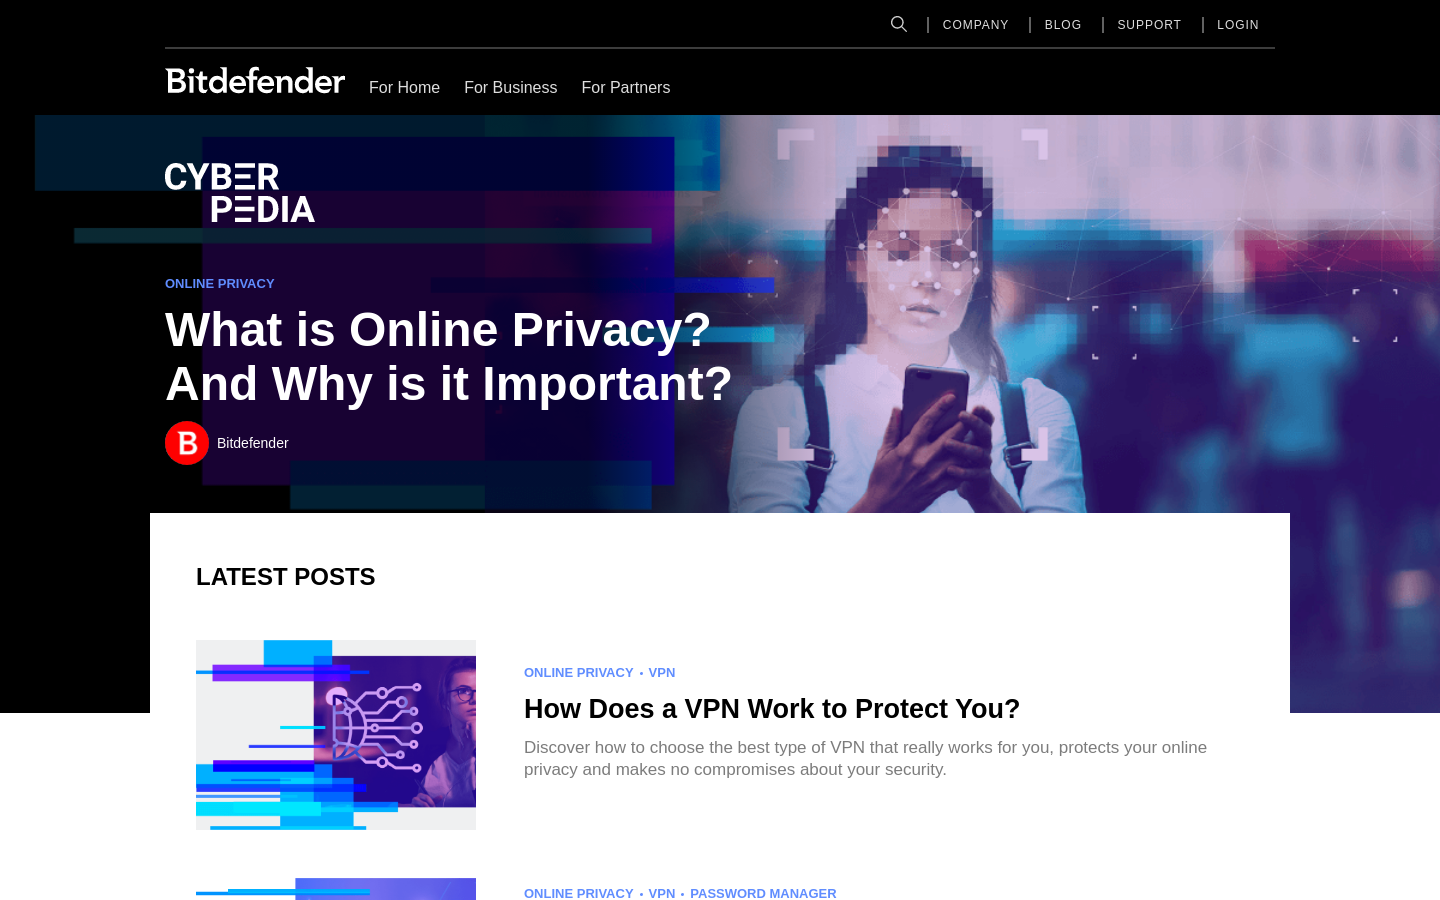 COMPANY
BLOG
SUPPORT
LOGIN
Bitdefender
For Home
For Business
For Partners
CYBER
PEDIA
ONLINE PRIVACY
What is Online Privacy?
And Why is it Important?
B
Bitdefender
LATEST POSTS
ONLINE PRIVACY • VPN
How Does a VPN Work to Protect You?
Discover how to choose the best type of VPN that really works for you, protects your online
privacy and makes no compromises about your security.
ONLINE PRIVACY • VPN • PASSWORD MANAGER